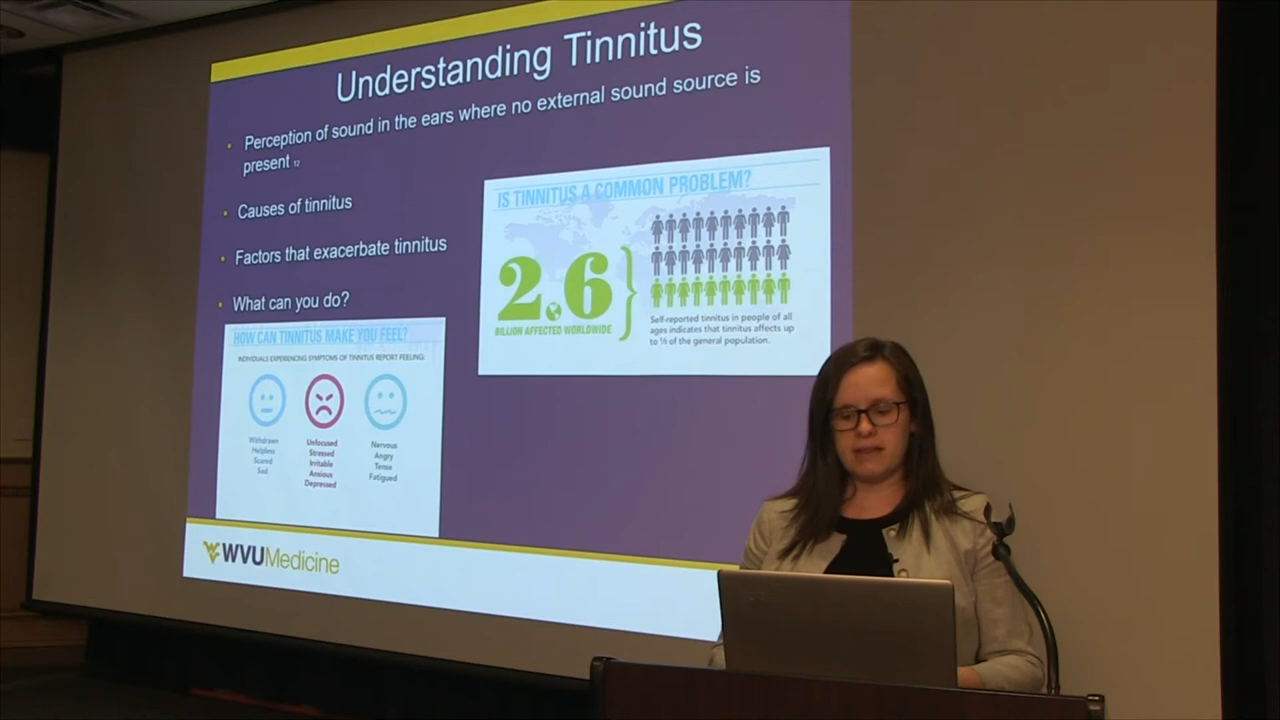 Understanding Tinnitus
• Perception of sound in the ears where no external sound source is
present 12
• Causes of tinnitus
• Factors that exacerbate tinnitus
• What can you do?
IS TINNITUS A COMMON PROBLEM?
2.6
BILLION AFFECTED WORLDWIDE
Self-reported tinnitus in people of all
ages indicates that tinnitus affects up
to ⅓ of the general population.
HOW CAN TINNITUS MAKE YOU FEEL?
INDIVIDUALS EXPERIENCING SYMPTOMS OF TINNITUS REPORT FEELING:
Withdrawn
Helpless
Scared
Sad
Unfocused
Stressed
Irritable
Anxious
Depressed
Nervous
Angry
Tense
Fatigued
WVUMedicine